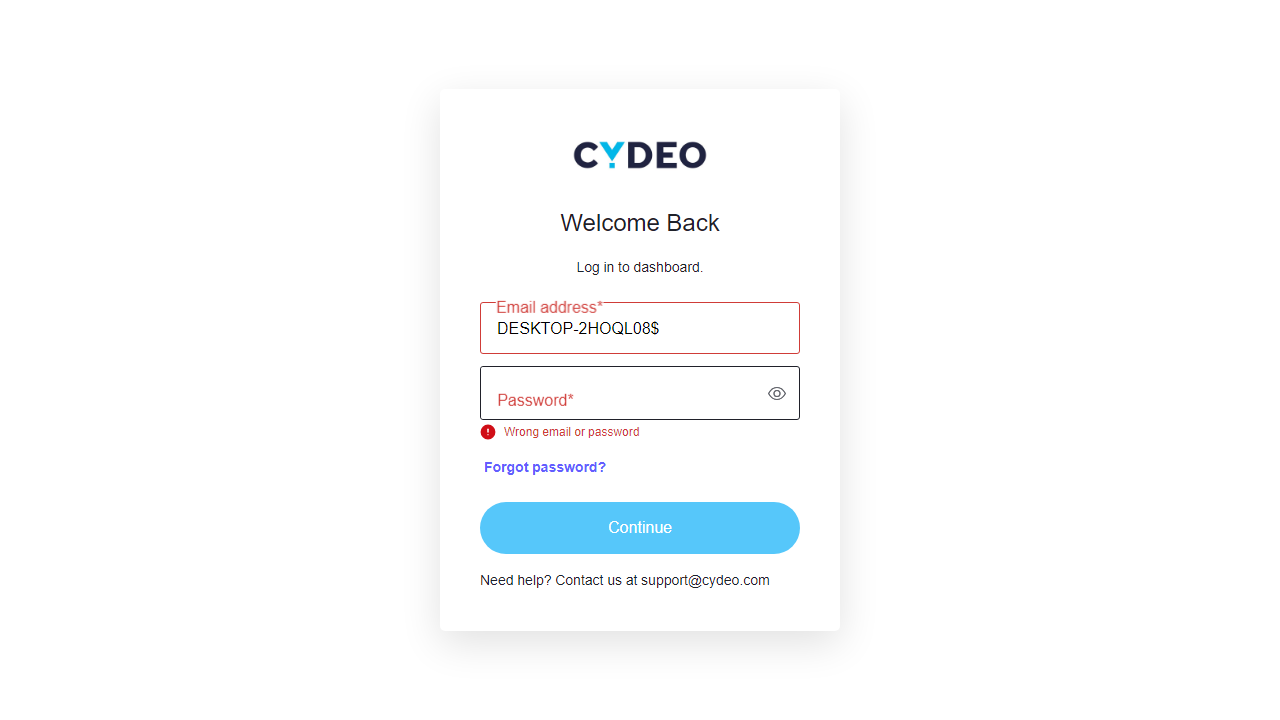 CYDEO
Welcome Back
Log in to dashboard.
Email address*
DESKTOP-2HOQL08$
Password*
Wrong email or password
Forgot password?
Continue
Need help? Contact us at support@cydeo.com